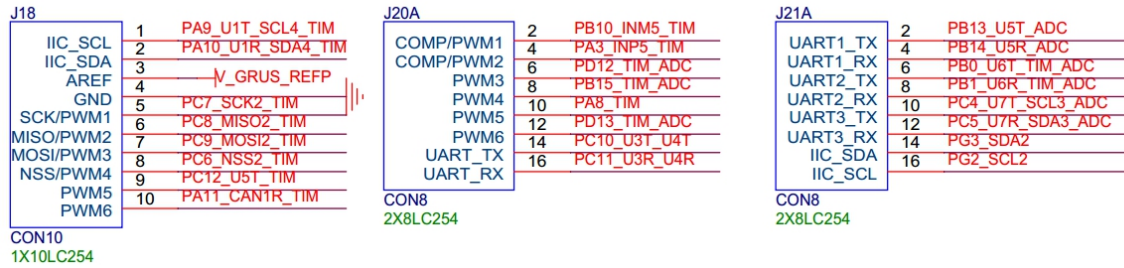 J18
IIC_SCL 1 PA9_U1T_SCL4_TIM
IIC_SDA 2 PA10_U1R_SDA4_TIM
AREF 3 V_GRUS_REFP
GND 4
SCK/PWM1 5 PC7_SCK2_TIM
MISO/PWM2 6 PC8_MISO2_TIM
MOSI/PWM3 7 PC9_MOSI2_TIM
NSS/PWM4 8 PC6_NSS2_TIM
PWM5 9 PC12_U5T_TIM
PWM6 10 PA11_CAN1R_TIM
CON10
1X10LC254
J20A
COMP/PWM1 2 PB10_INM5_TIM
COMP/PWM2 4 PA3_INP5_TIM
PWM3 6 PD12_TIM_ADC
PWM4 8 PB15_TIM_ADC
PWM5 10 PA8_TIM
PWM6 12 PD13_TIM_ADC
UART_TX 14 PC10_U3T_U4T
UART_RX 16 PC11_U3R_U4R
CON8
2X8LC254
J21A
UART1_TX 2 PB13_U5T_ADC
UART1_RX 4 PB14_U5R_ADC
UART2_TX 6 PB0_U6T_TIM_ADC
UART2_RX 8 PB1_U6R_TIM_ADC
UART3_TX 10 PC4_U7T_SCL3_ADC
UART3_RX 12 PC5_U7R_SDA3_ADC
IIC_SDA 14 PG3_SDA2
IIC_SCL 16 PG2_SCL2
CON8
2X8LC254